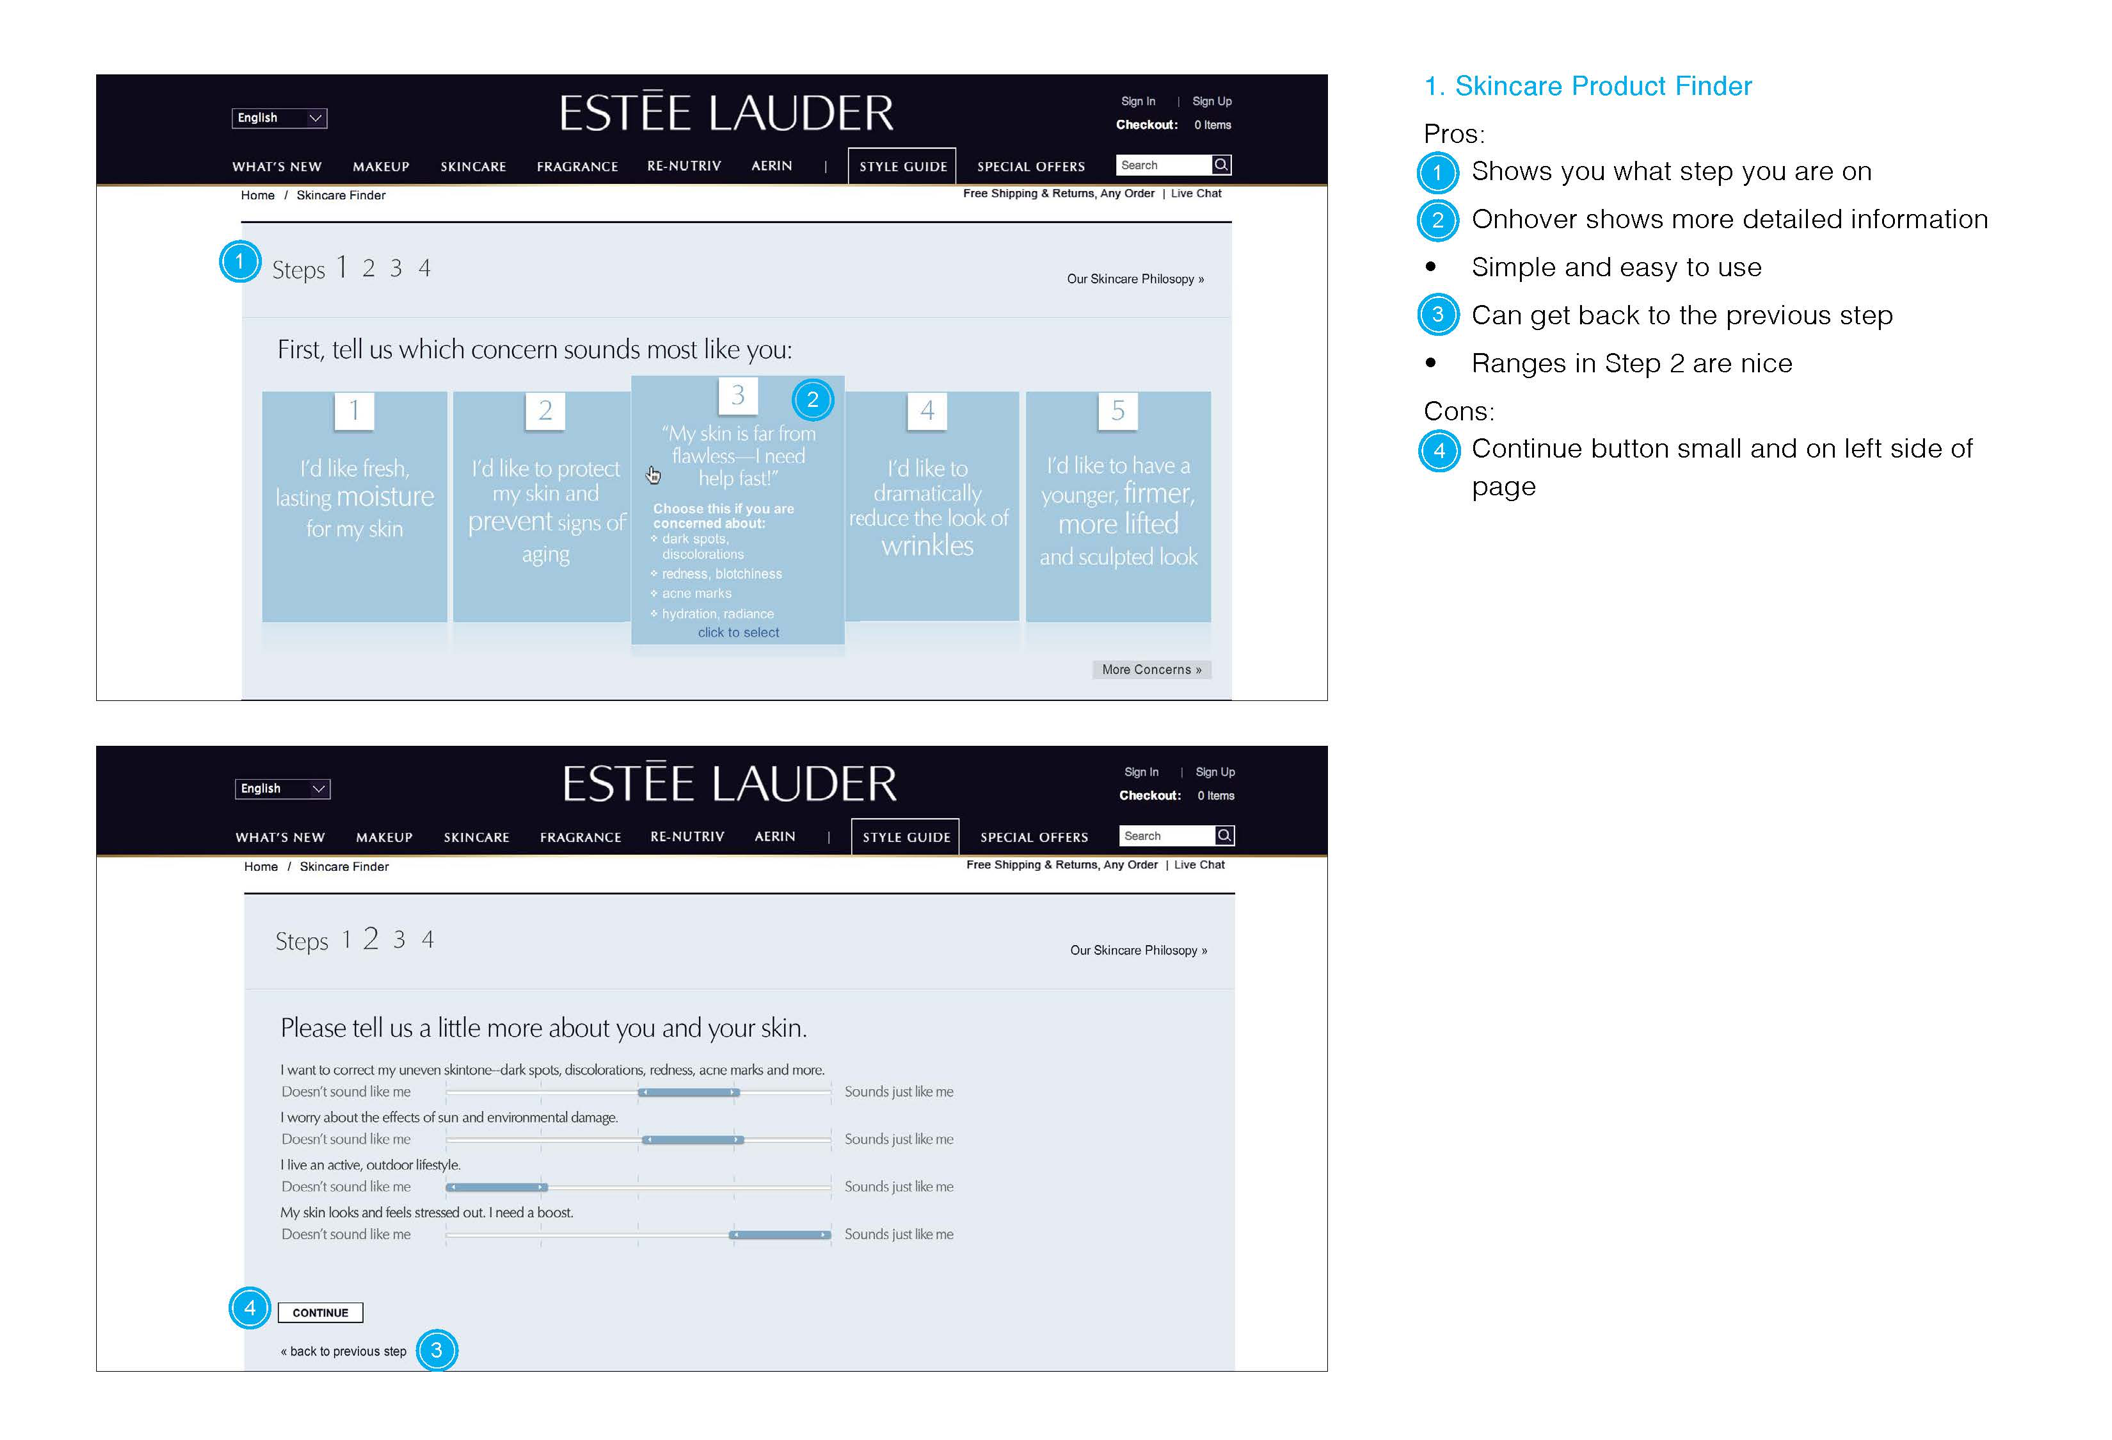 ESTĒE LAUDER
English
Sign In | Sign Up
Checkout: 0 Items
WHAT'S NEW MAKEUP SKINCARE FRAGRANCE RE-NUTRIV AERIN | STYLE GUIDE SPECIAL OFFERS Search
Home / Skincare Finder
Free Shipping & Returns, Any Order | Live Chat
1
Steps 1 2 3 4
Our Skincare Philosopy »
First, tell us which concern sounds most like you:
1
I'd like fresh,
lasting moisture
for my skin
2
I'd like to protect
my skin and
prevent signs of
aging
3
2
“My skin is far from
flawless—I need
help fast!”
Choose this if you are
concerned about:
dark spots,
discolorations
redness, blotchiness
acne marks
hydration, radiance
click to select
4
I'd like to
dramatically
reduce the look of
wrinkles
5
I'd like to have a
younger, firmer,
more lifted
and sculpted look
More Concerns »
ESTĒE LAUDER
English
Sign In | Sign Up
Checkout: 0 Items
WHAT'S NEW MAKEUP SKINCARE FRAGRANCE RE-NUTRIV AERIN | STYLE GUIDE SPECIAL OFFERS Search
Home / Skincare Finder
Free Shipping & Returns, Any Order | Live Chat
Steps 1 2 3 4
Our Skincare Philosopy »
Please tell us a little more about you and your skin.
I want to correct my uneven skintone--dark spots, discolorations, redness, acne marks and more.
Doesn't sound like me Sounds just like me
I worry about the effects of sun and environmental damage.
Doesn't sound like me Sounds just like me
I live an active, outdoor lifestyle.
Doesn't sound like me Sounds just like me
My skin looks and feels stressed out. I need a boost.
Doesn't sound like me Sounds just like me
4 CONTINUE
« back to previous step 3
1. Skincare Product Finder
Pros:
1 Shows you what step you are on
2 Onhover shows more detailed information
• Simple and easy to use
3 Can get back to the previous step
• Ranges in Step 2 are nice
Cons:
4 Continue button small and on left side of
page